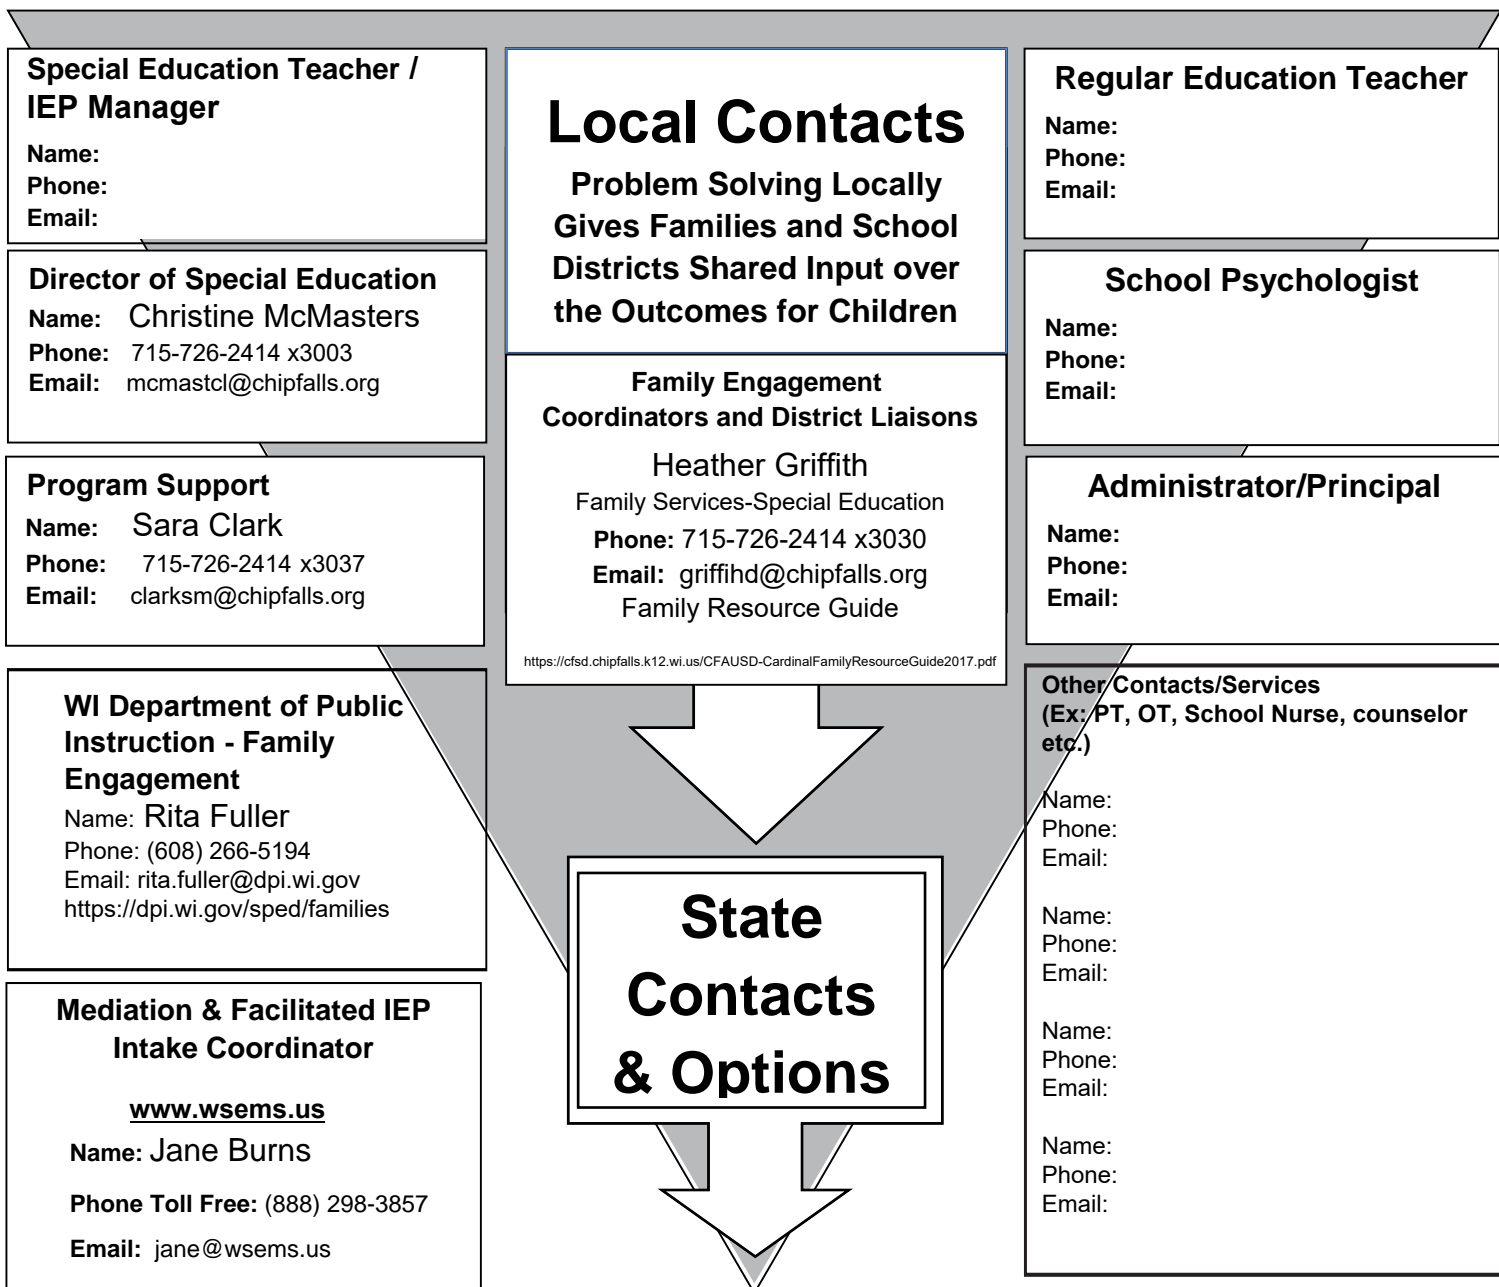 Special Education Teacher /
IEP Manager
Name:
Phone:
Email:
Director of Special Education
Name: Christine McMasters
Phone: 715-726-2414 x3003
Email: mcmastcl@chipfalls.org
Program Support
Name: Sara Clark
Phone: 715-726-2414 x3037
Email: clarksm@chipfalls.org
WI Department of Public
Instruction - Family
Engagement
Name: Rita Fuller
Phone: (608) 266-5194
Email: rita.fuller@dpi.wi.gov
https://dpi.wi.gov/sped/families
Mediation & Facilitated IEP
Intake Coordinator
www.wsems.us
Name: Jane Burns
Phone Toll Free: (888) 298-3857
Email: jane@wsems.us
Local Contacts
Problem Solving Locally
Gives Families and School
Districts Shared Input over
the Outcomes for Children
Family Engagement
Coordinators and District Liaisons
Heather Griffith
Family Services-Special Education
Phone: 715-726-2414 x3030
Email: griffihd@chipfalls.org
Family Resource Guide
https://cfsd.chipfalls.k12.wi.us/CFAUSD-CardinalFamilyResourceGuide2017.pdf
State
Contacts
& Options
Regular Education Teacher
Name:
Phone:
Email:
School Psychologist
Name:
Phone:
Email:
Administrator/Principal
Name:
Phone:
Email:
Other Contacts/Services
(Ex: PT, OT, School Nurse, counselor
etc.)
Name:
Phone:
Email:
Name:
Phone:
Email:
Name:
Phone:
Email:
Name:
Phone:
Email: